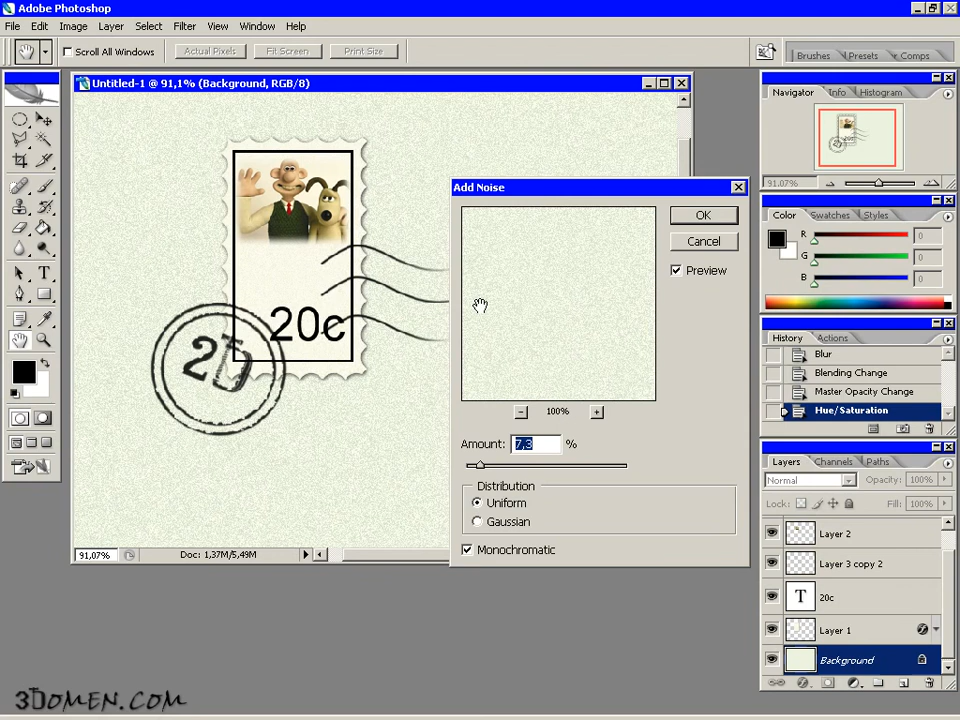 Adobe Photoshop
File Edit Image Layer Select Filter View Window Help
Scroll All Windows Actual Pixels Fit Screen Print Size Brushes Presets Comps
Untitled-1 @ 91,1% (Background, RGB/8)
Navigator Info Histogram
91.07%
Color Swatches Styles
R 0
G 0
B 0
History Actions
Blur
Blending Change
Master Opacity Change
Hue/Saturation
Layers Channels Paths
Normal Opacity: 100%
Lock: Fill: 100%
Layer 2
Layer 3 copy 2
T 20c
Layer 1
Background
20c
Add Noise
OK
Cancel
Preview
100%
Amount: 7,3 %
Distribution
Uniform
Gaussian
Monochromatic
91,07% Doc: 1,37M/5,49M
3Domen.com